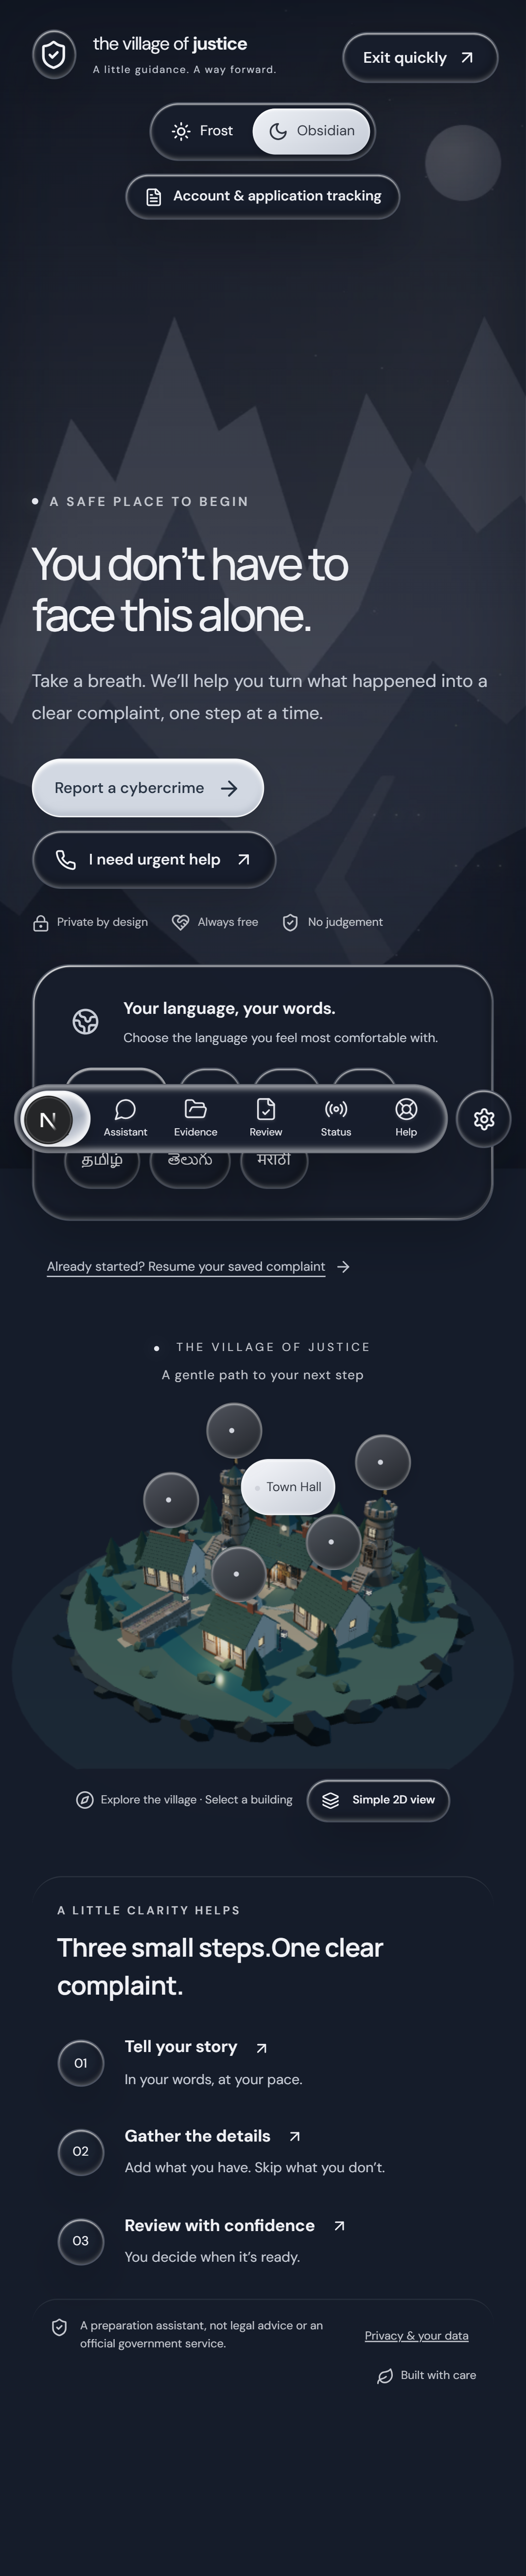 the village of justice
A little guidance. A way forward.
Exit quickly
Frost
Obsidian
Account & application tracking
A SAFE PLACE TO BEGIN
You don’t have to
face this alone.
Take a breath. We’ll help you turn what happened into a
clear complaint, one step at a time.
Report a cybercrime
I need urgent help
Private by design
Always free
No judgement
Your language, your words.
Choose the language you feel most comfortable with.
N
Assistant
Evidence
Review
Status
Help
தமிழ்
తెలుగు
मराठी
Already started? Resume your saved complaint
THE VILLAGE OF JUSTICE
A gentle path to your next step
Town Hall
Explore the village · Select a building
Simple 2D view
A LITTLE CLARITY HELPS
Three small steps.One clear
complaint.
01
Tell your story
In your words, at your pace.
02
Gather the details
Add what you have. Skip what you don’t.
03
Review with confidence
You decide when it’s ready.
A preparation assistant, not legal advice or an
official government service.
Privacy & your data
Built with care